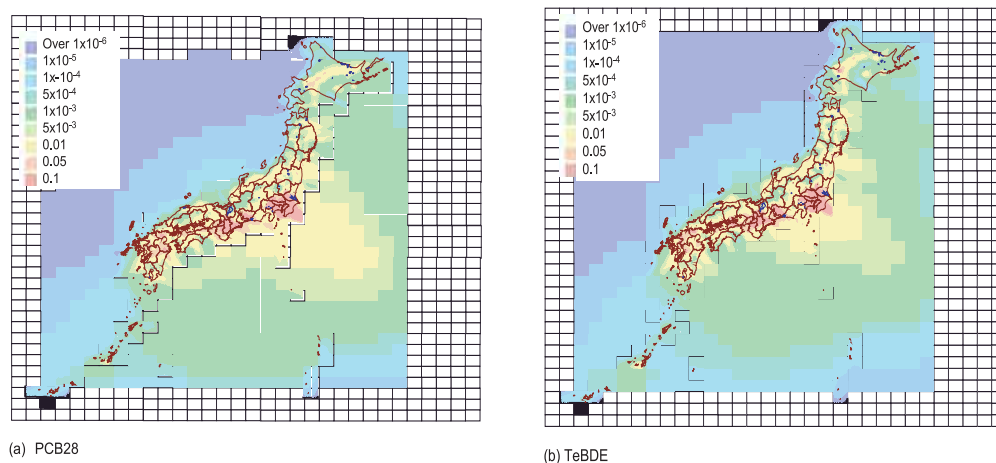 Over 1x10⁻⁶
1x10⁻⁵
1x-10⁻⁴
5x10⁻⁴
1x10⁻³
5x10⁻³
0.01
0.05
0.1
(a) PCB28
Over 1x10⁻⁶
1x10⁻⁵
1x-10⁻⁴
5x10⁻⁴
1x10⁻³
5x10⁻³
0.01
0.05
0.1
(b) TeBDE